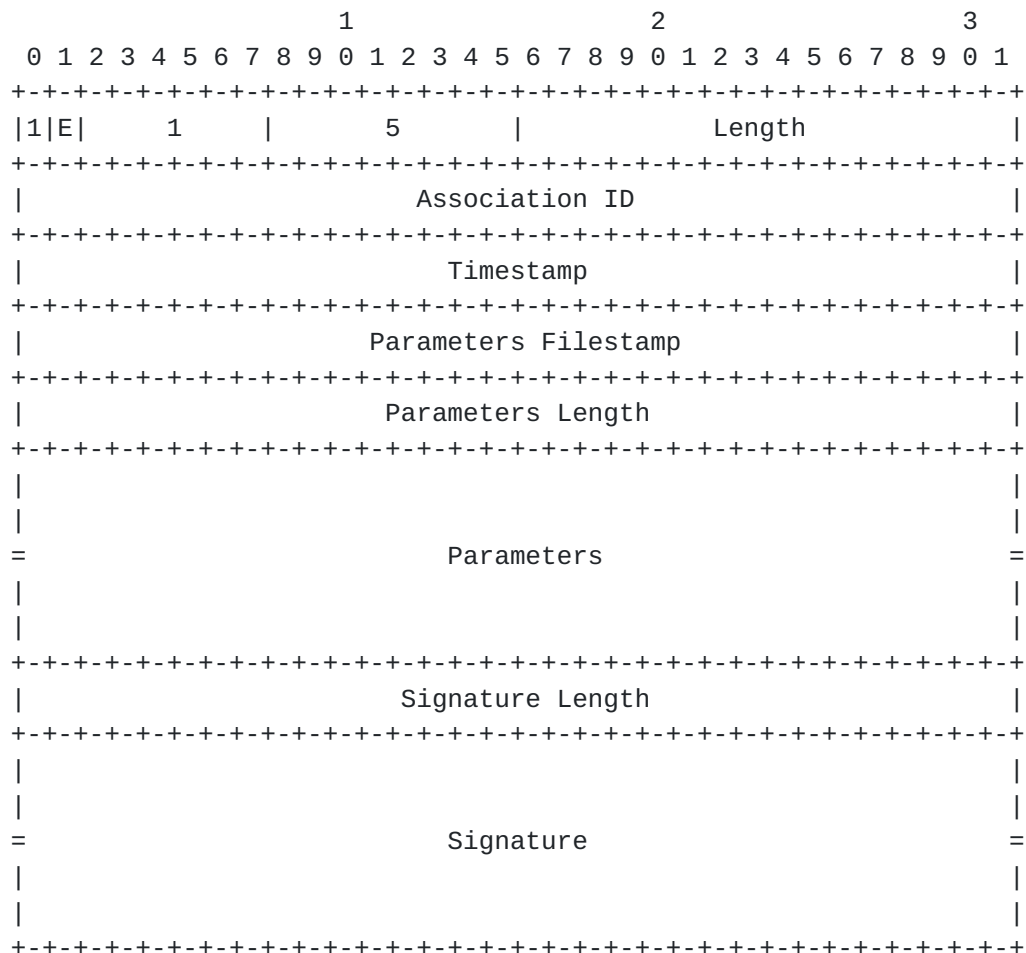 1                   2                   3
 0 1 2 3 4 5 6 7 8 9 0 1 2 3 4 5 6 7 8 9 0 1 2 3 4 5 6 7 8 9 0 1
+-+-+-+-+-+-+-+-+-+-+-+-+-+-+-+-+-+-+-+-+-+-+-+-+-+-+-+-+-+-+-+-+
|1|E|     1     |       5       |            Length             |
+-+-+-+-+-+-+-+-+-+-+-+-+-+-+-+-+-+-+-+-+-+-+-+-+-+-+-+-+-+-+-+-+
|                         Association ID                        |
+-+-+-+-+-+-+-+-+-+-+-+-+-+-+-+-+-+-+-+-+-+-+-+-+-+-+-+-+-+-+-+-+
|                           Timestamp                           |
+-+-+-+-+-+-+-+-+-+-+-+-+-+-+-+-+-+-+-+-+-+-+-+-+-+-+-+-+-+-+-+-+
|                      Parameters Filestamp                     |
+-+-+-+-+-+-+-+-+-+-+-+-+-+-+-+-+-+-+-+-+-+-+-+-+-+-+-+-+-+-+-+-+
|                       Parameters Length                       |
+-+-+-+-+-+-+-+-+-+-+-+-+-+-+-+-+-+-+-+-+-+-+-+-+-+-+-+-+-+-+-+-+
|                                                               |
|                                                               |
=                           Parameters                          =
|                                                               |
|                                                               |
+-+-+-+-+-+-+-+-+-+-+-+-+-+-+-+-+-+-+-+-+-+-+-+-+-+-+-+-+-+-+-+-+
|                        Signature Length                       |
+-+-+-+-+-+-+-+-+-+-+-+-+-+-+-+-+-+-+-+-+-+-+-+-+-+-+-+-+-+-+-+-+
|                                                               |
|                                                               |
=                           Signature                           =
|                                                               |
|                                                               |
+-+-+-+-+-+-+-+-+-+-+-+-+-+-+-+-+-+-+-+-+-+-+-+-+-+-+-+-+-+-+-+-+